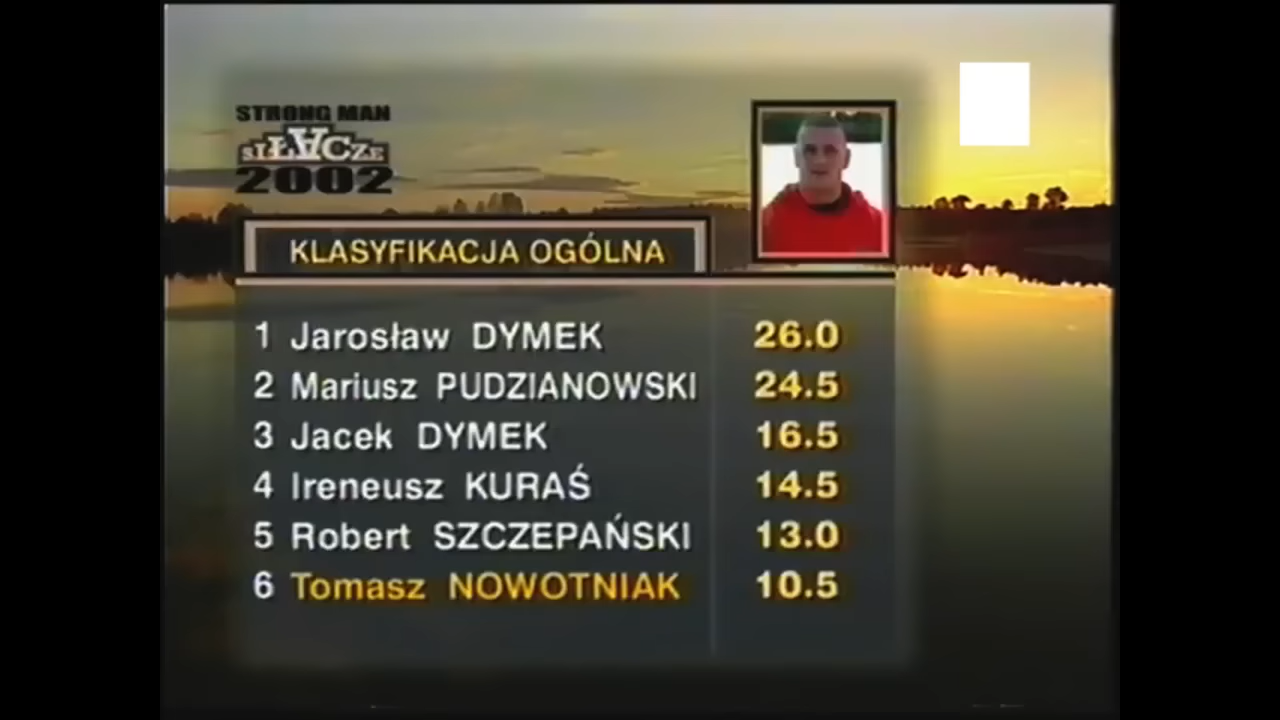 STRONG MAN
SIŁACZE
2002
KLASYFIKACJA OGÓLNA
1 Jarosław DYMEK 26.0
2 Mariusz PUDZIANOWSKI 24.5
3 Jacek DYMEK 16.5
4 Ireneusz KURAŚ 14.5
5 Robert SZCZEPAŃSKI 13.0
6 Tomasz NOWOTNIAK 10.5